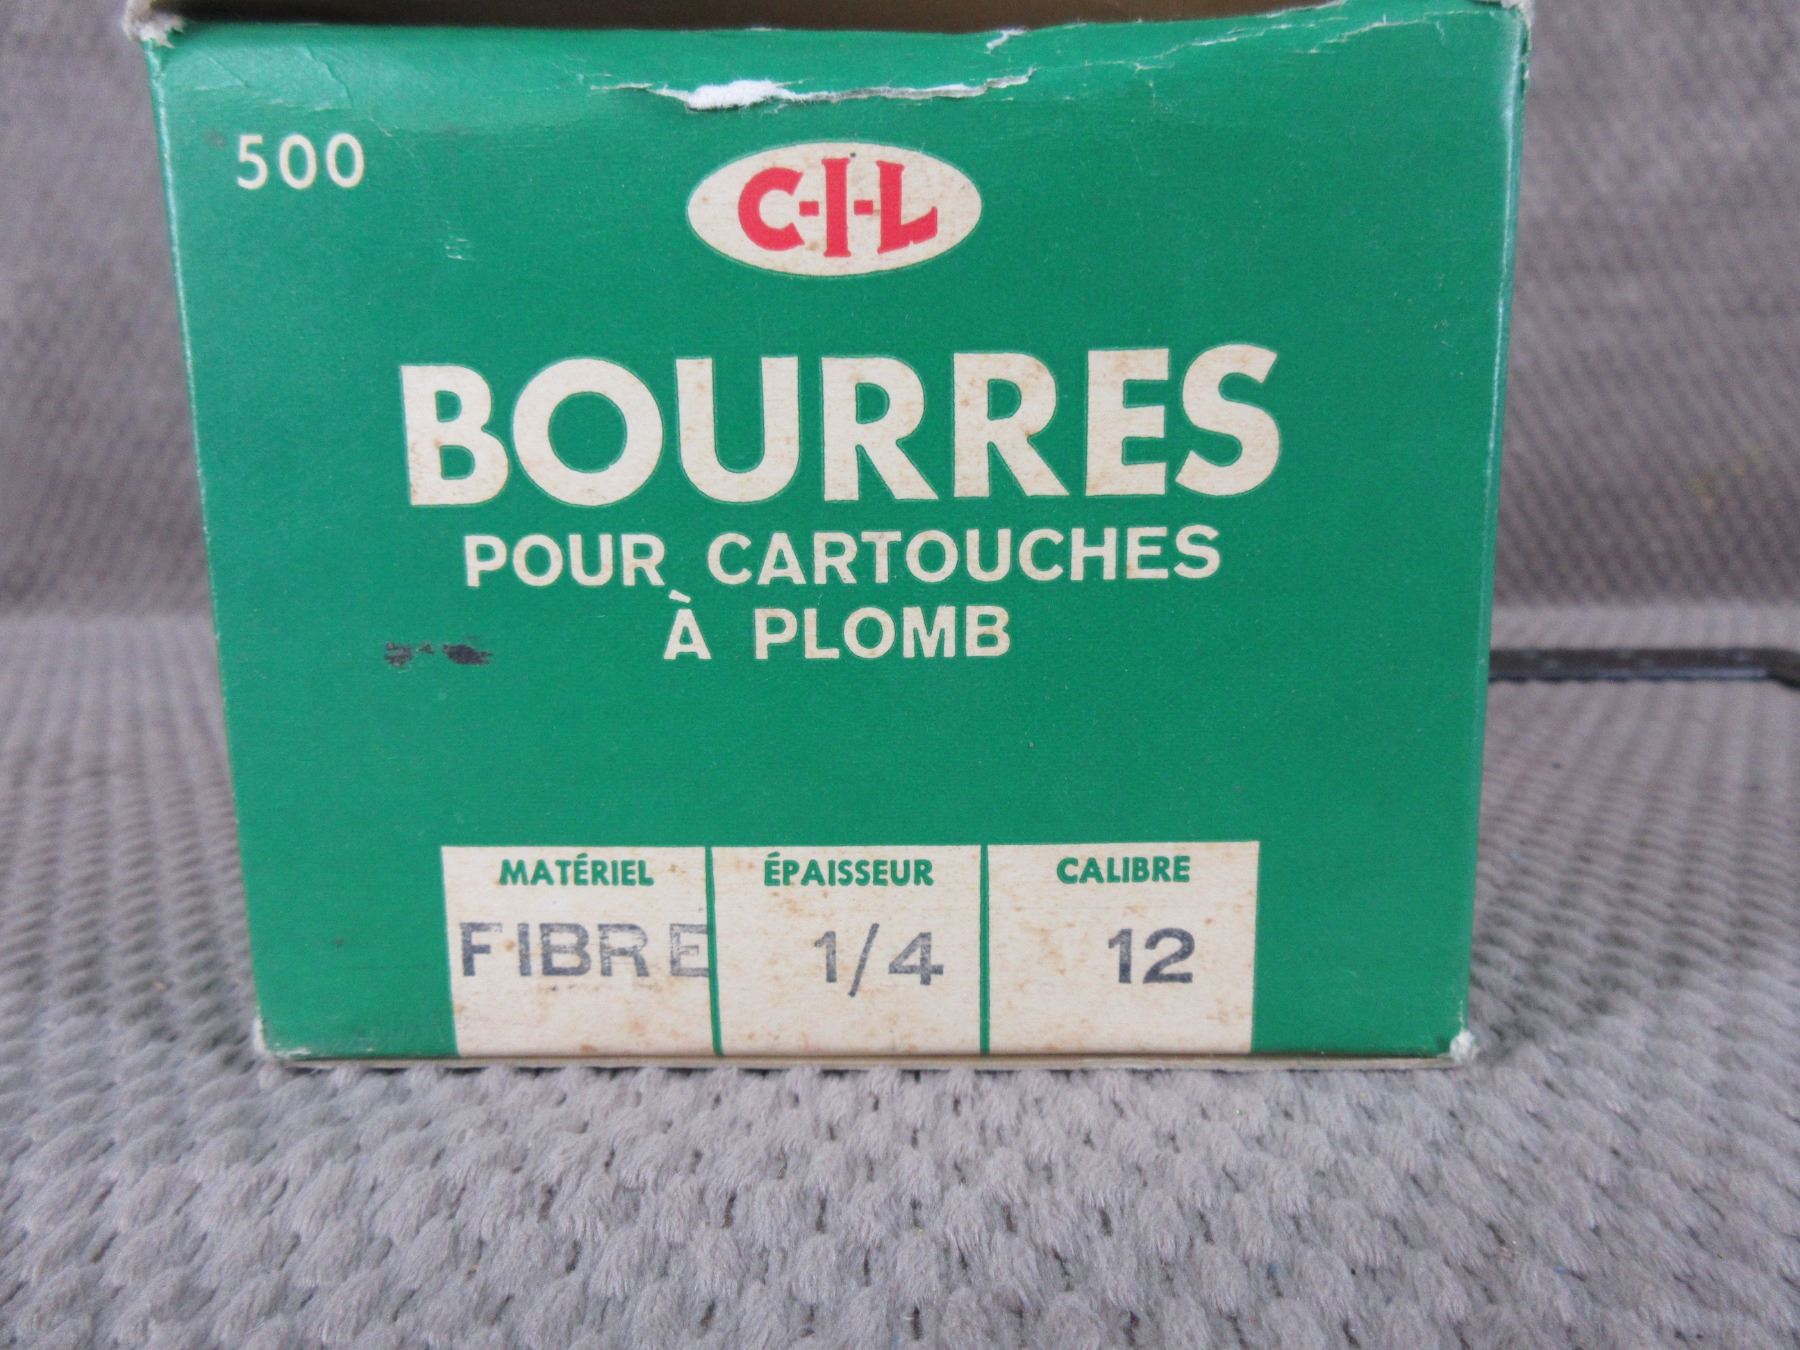 500
C-I-L
BOURRES
POUR CARTOUCHES
À PLOMB
MATÉRIEL ÉPAISSEUR CALIBRE
FIBRE 1/4 12